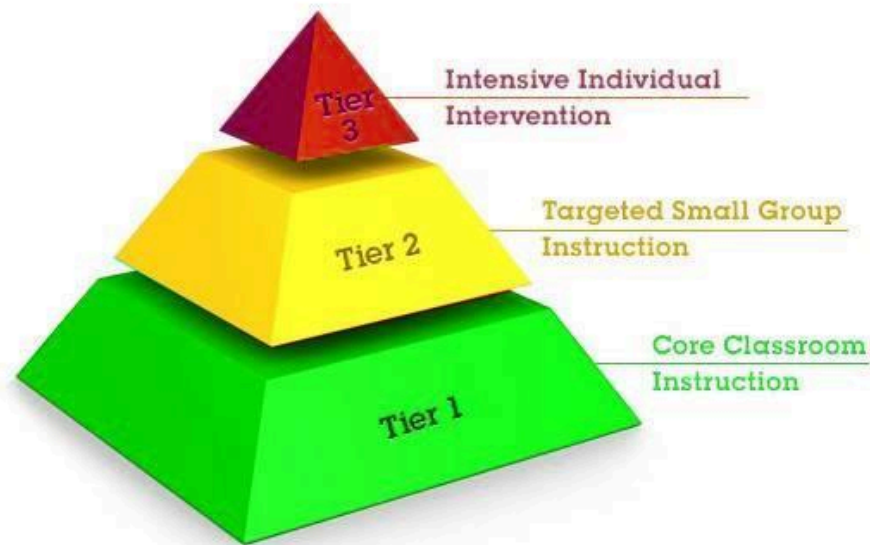 Tier
3
Intensive Individual
Intervention
Tier 2
Targeted Small Group
Instruction
Tier 1
Core Classroom
Instruction